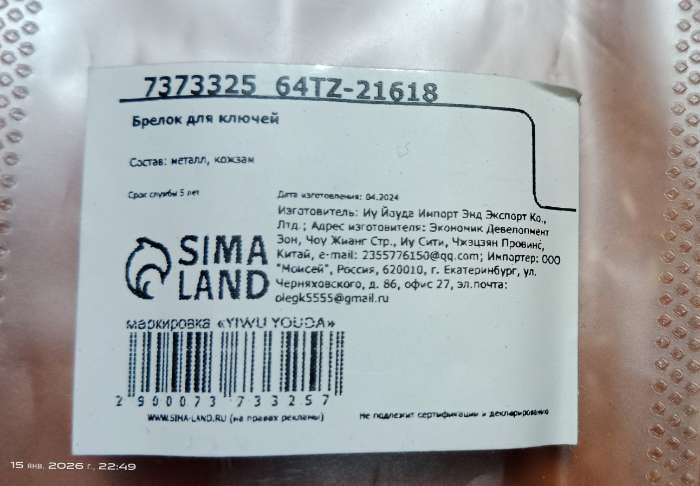 7373325 64TZ-21618
Брелок для ключей
Состав: металл, кожзам
Срок службы 5 лет
Дата изготовления: 04.2024
Изготовитель: Иу Йоуда Импорт Энд Экспорт Ко.,
Лтд.; Адрес изготовителя: Экономик Девелопмент
Зон, Чоу Жианг Стр., Иу Сити, Чжэцзян Провинс,
Китай, e-mail: 2355776150@qq.com; Импортер: ООО
"Моисей", Россия, 620010, г. Екатеринбург, ул.
Черняховского, д. 86, офис 27, эл.почта:
olegk5555@gmail.ru
SIMA
LAND
маркировка «YIWU YOUDA»
2 900073 733257
WWW.SIMA-LAND.RU (на правах рекламы)
Не подлежит сертификации и декларированию
15 янв. 2026 г., 22:49